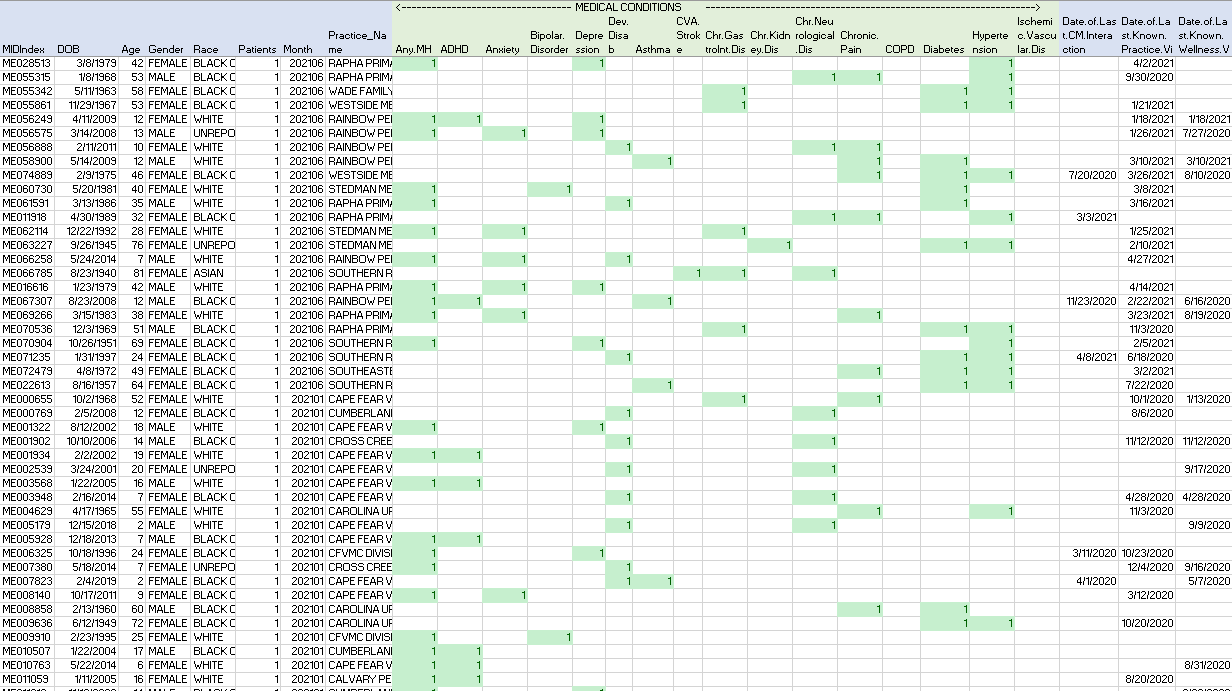 <------------------------------------ MEDICAL CONDITIONS ------------------------------------>
MIDIndex DOB Age Gender Race Patients Month Practice_Name Any.MH ADHD Anxiety Bipolar.Disorder Depression Dev.Disab Asthma CVA.Stroke Chr.GastroInt.Dis Chr.Kidney.Dis Chr.Neurological.Dis Chronic.Pain COPD Diabetes Hypertension Ischemic.Vascular.Dis Date.of.Last.CM.Interaction Date.of.Last.Known.Practice.Vi Date.of.Last.Known.Wellness.V
ME028513 3/8/1979 42 FEMALE BLACK O 1 202106 RAPHA PRIMA 1 1 1 4/2/2021
ME055315 1/8/1968 53 MALE BLACK O 1 202106 RAPHA PRIMA 1 1 1 9/30/2020
ME055342 5/11/1963 58 FEMALE BLACK O 1 202106 WADE FAMILY 1 1 1
ME055861 11/29/1967 53 FEMALE BLACK O 1 202106 WESTSIDE ME 1 1 1 1/21/2021
ME056249 4/11/2009 12 FEMALE WHITE 1 202106 RAINBOW PEI 1 1 1 1/18/2021 1/18/2021
ME056575 3/14/2008 13 MALE UNREPO 1 202106 RAINBOW PEI 1 1 1 1/26/2021 7/27/2020
ME056888 2/11/2011 10 FEMALE WHITE 1 202106 RAINBOW PEI 1 1 1
ME058900 5/14/2009 12 MALE WHITE 1 202106 RAINBOW PEI 1 1 1 3/10/2021 3/10/2021
ME074889 2/9/1975 46 FEMALE BLACK O 1 202106 WESTSIDE ME 1 1 1 7/20/2020 3/26/2021 8/10/2020
ME060730 5/20/1981 40 FEMALE WHITE 1 202106 STEDMAN ME 1 1 1 3/8/2021
ME061591 3/13/1986 35 MALE WHITE 1 202106 RAPHA PRIMA 1 1 1 3/16/2021
ME011918 4/30/1989 32 FEMALE BLACK O 1 202106 RAPHA PRIMA 1 1 1 3/3/2021
ME062114 12/22/1992 28 FEMALE WHITE 1 202106 STEDMAN ME 1 1 1 1/25/2021
ME063227 9/26/1945 76 FEMALE UNREPO 1 202106 STEDMAN ME 1 1 1 2/10/2021
ME066258 5/24/2014 7 MALE WHITE 1 202106 RAINBOW PEI 1 1 1 4/27/2021
ME066785 8/23/1940 81 FEMALE ASIAN 1 202106 SOUTHERN R 1 1 1
ME016616 1/23/1979 42 MALE WHITE 1 202106 RAPHA PRIMA 1 1 1 4/14/2021
ME067307 8/23/2008 12 MALE BLACK O 1 202106 RAINBOW PEI 1 1 1 11/23/2020 2/22/2021 6/16/2020
ME069266 3/15/1983 38 FEMALE WHITE 1 202106 RAPHA PRIMA 1 1 1 3/23/2021 8/19/2020
ME070536 12/3/1969 51 MALE BLACK O 1 202106 RAPHA PRIMA 1 1 1 11/3/2020
ME070904 10/26/1951 69 MALE BLACK O 1 202106 SOUTHERN R 1 1 1 2/5/2021
ME071235 1/31/1997 24 FEMALE BLACK O 1 202106 SOUTHERN R 1 1 1 4/8/2021 6/18/2020
ME072479 4/8/1972 49 FEMALE BLACK O 1 202106 SOUTHEAST 1 1 1 3/2/2021
ME022613 8/16/1957 64 FEMALE BLACK O 1 202106 SOUTHERN R 1 1 1 7/22/2020
ME000655 10/2/1968 52 FEMALE WHITE 1 202101 CAPE FEAR V 1 1 10/1/2020 1/13/2020
ME000769 2/5/2008 12 FEMALE BLACK O 1 202101 CUMBERLAN 1 1 8/6/2020
ME001322 8/12/2002 18 MALE WHITE 1 202101 CAPE FEAR V 1 1
ME001902 10/10/2006 14 MALE BLACK O 1 202101 CROSS CREE 1 1 11/12/2020 11/12/2020
ME001934 2/2/2002 19 FEMALE WHITE 1 202101 CAPE FEAR V 1 1
ME002539 3/24/2001 20 FEMALE UNREPO 1 202101 CAPE FEAR V 1 1 9/17/2020
ME003568 1/22/2005 16 MALE WHITE 1 202101 CAPE FEAR V 1 1
ME003948 2/16/2014 7 FEMALE BLACK O 1 202101 CAPE FEAR V 1 1 4/28/2020 4/28/2020
ME004629 4/17/1965 55 FEMALE WHITE 1 202101 CAROLINA UF 1 1 11/3/2020
ME005179 12/15/2018 2 MALE WHITE 1 202101 CAPE FEAR V 1 1 9/9/2020
ME005928 12/18/2013 7 MALE BLACK O 1 202101 CAPE FEAR V 1 1
ME006325 10/18/1996 24 FEMALE WHITE 1 202101 CFVMC DIVISI 1 1 3/11/2020 10/23/2020
ME007380 5/18/2014 7 FEMALE UNREPO 1 202101 CROSS CREE 1 1 12/4/2020 9/16/2020
ME007823 2/4/2019 2 FEMALE BLACK O 1 202101 CAPE FEAR V 1 1 4/1/2020 5/7/2020
ME008140 10/17/2011 9 FEMALE WHITE 1 202101 CAPE FEAR V 1 1 3/12/2020
ME008858 2/13/1960 60 MALE BLACK O 1 202101 CAROLINA UF 1 1
ME009636 6/12/1949 72 FEMALE BLACK O 1 202101 CAROLINA UF 1 1 10/20/2020
ME009910 2/23/1995 25 FEMALE WHITE 1 202101 CFVMC DIVISI 1 1
ME010507 1/22/2004 17 MALE BLACK O 1 202101 CUMBERLAN 1 1
ME010763 5/22/2014 6 FEMALE WHITE 1 202101 CAPE FEAR V 1 1 8/31/2020
ME011059 1/11/2005 16 FEMALE WHITE 1 202101 CALVARY PE 1 1 8/20/2020